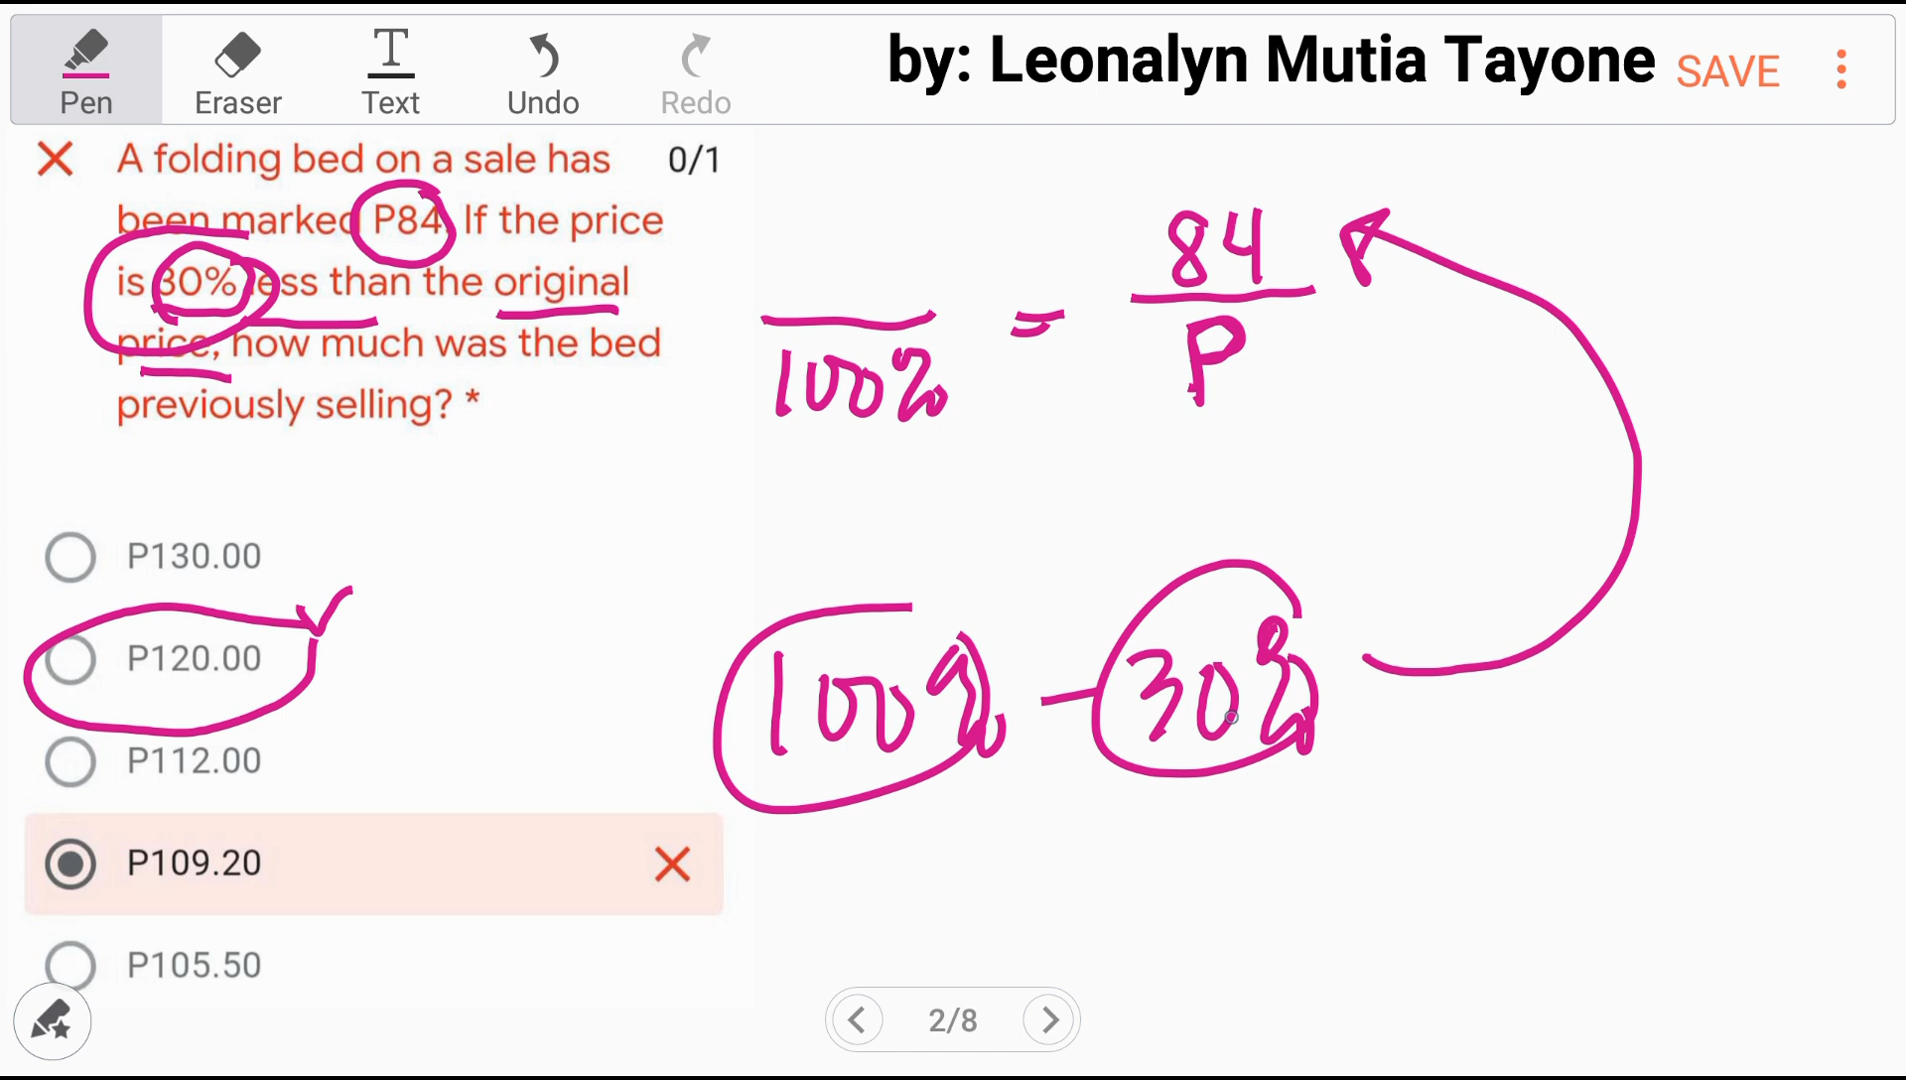 Pen
Eraser
Text
Undo
Redo
by: Leonalyn Mutia Tayone
SAVE
A folding bed on a sale has
0/1
been marked P84. If the price
is 30% less than the original
price, how much was the bed
previously selling? *
84
= 
100%
P
P130.00
P120.00
P112.00
P109.20
P105.50
100% - 30%
2/8